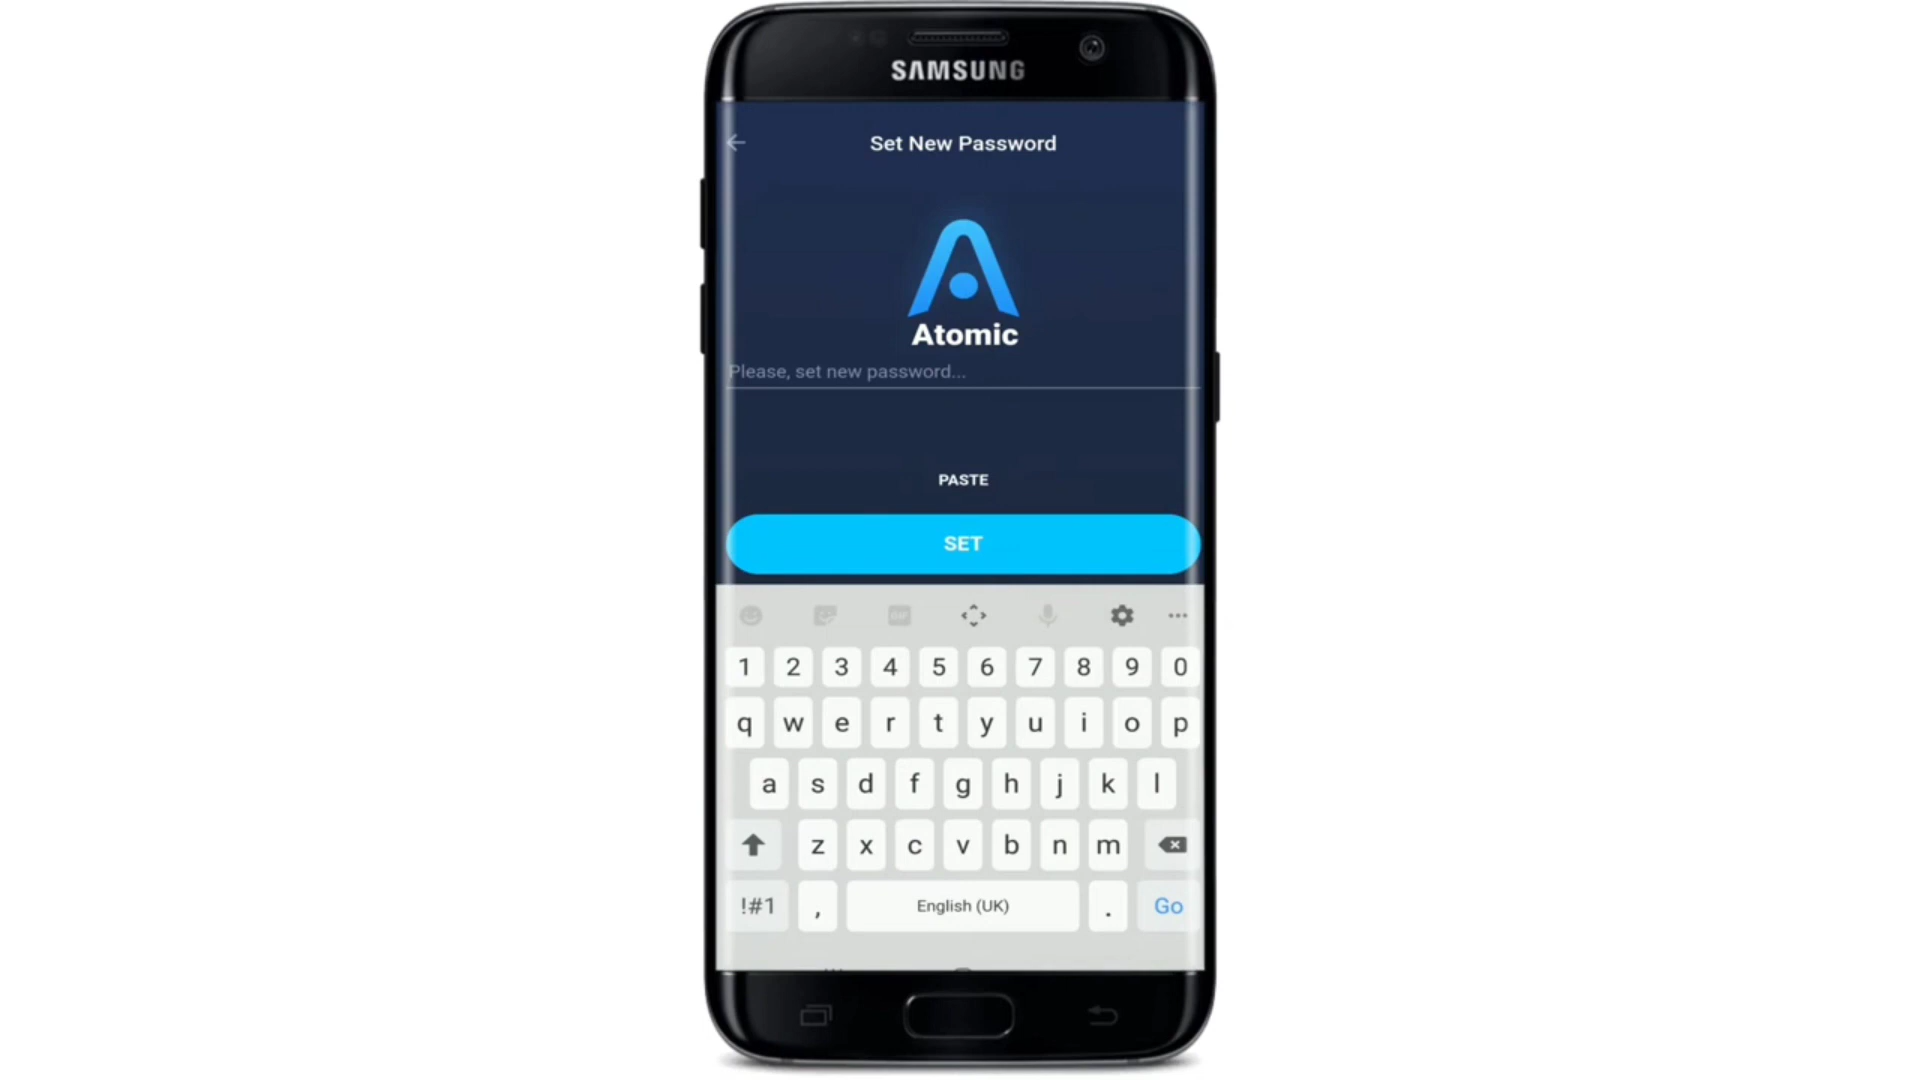 SAMSUNG
Set New Password
Atomic
Please, set new password...
PASTE
SET
GIF
1 2 3 4 5 6 7 8 9 0
q w e r t y u i o p
a s d f g h j k l
z x c v b n m
!#1 , English (UK) . Go